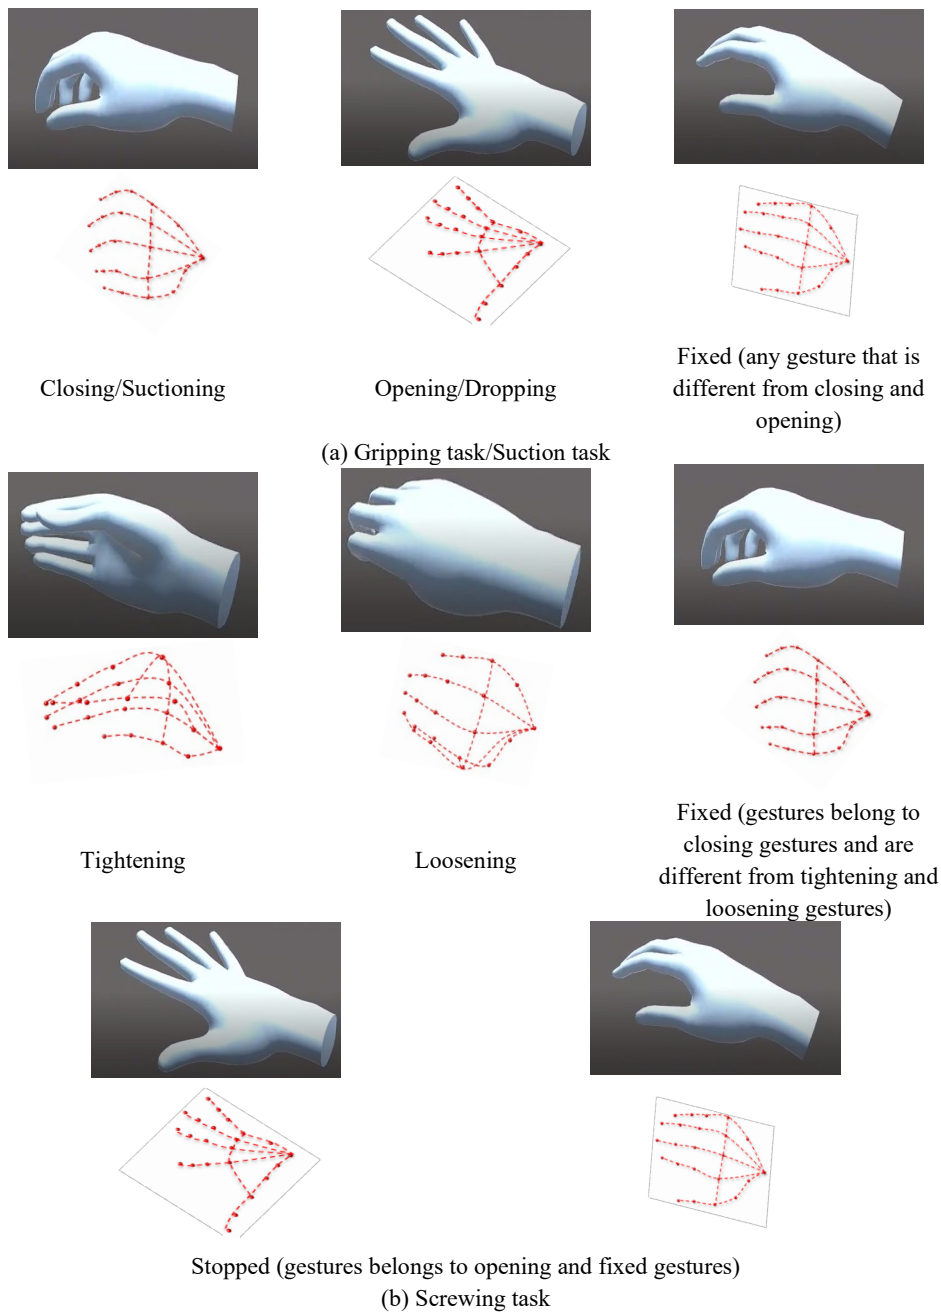 Closing/Suctioning
Opening/Dropping
Fixed (any gesture that is
different from closing and
opening)
(a) Gripping task/Suction task
Tightening
Loosening
Fixed (gestures belong to
closing gestures and are
different from tightening and
loosening gestures)
Stopped (gestures belongs to opening and fixed gestures)
(b) Screwing task